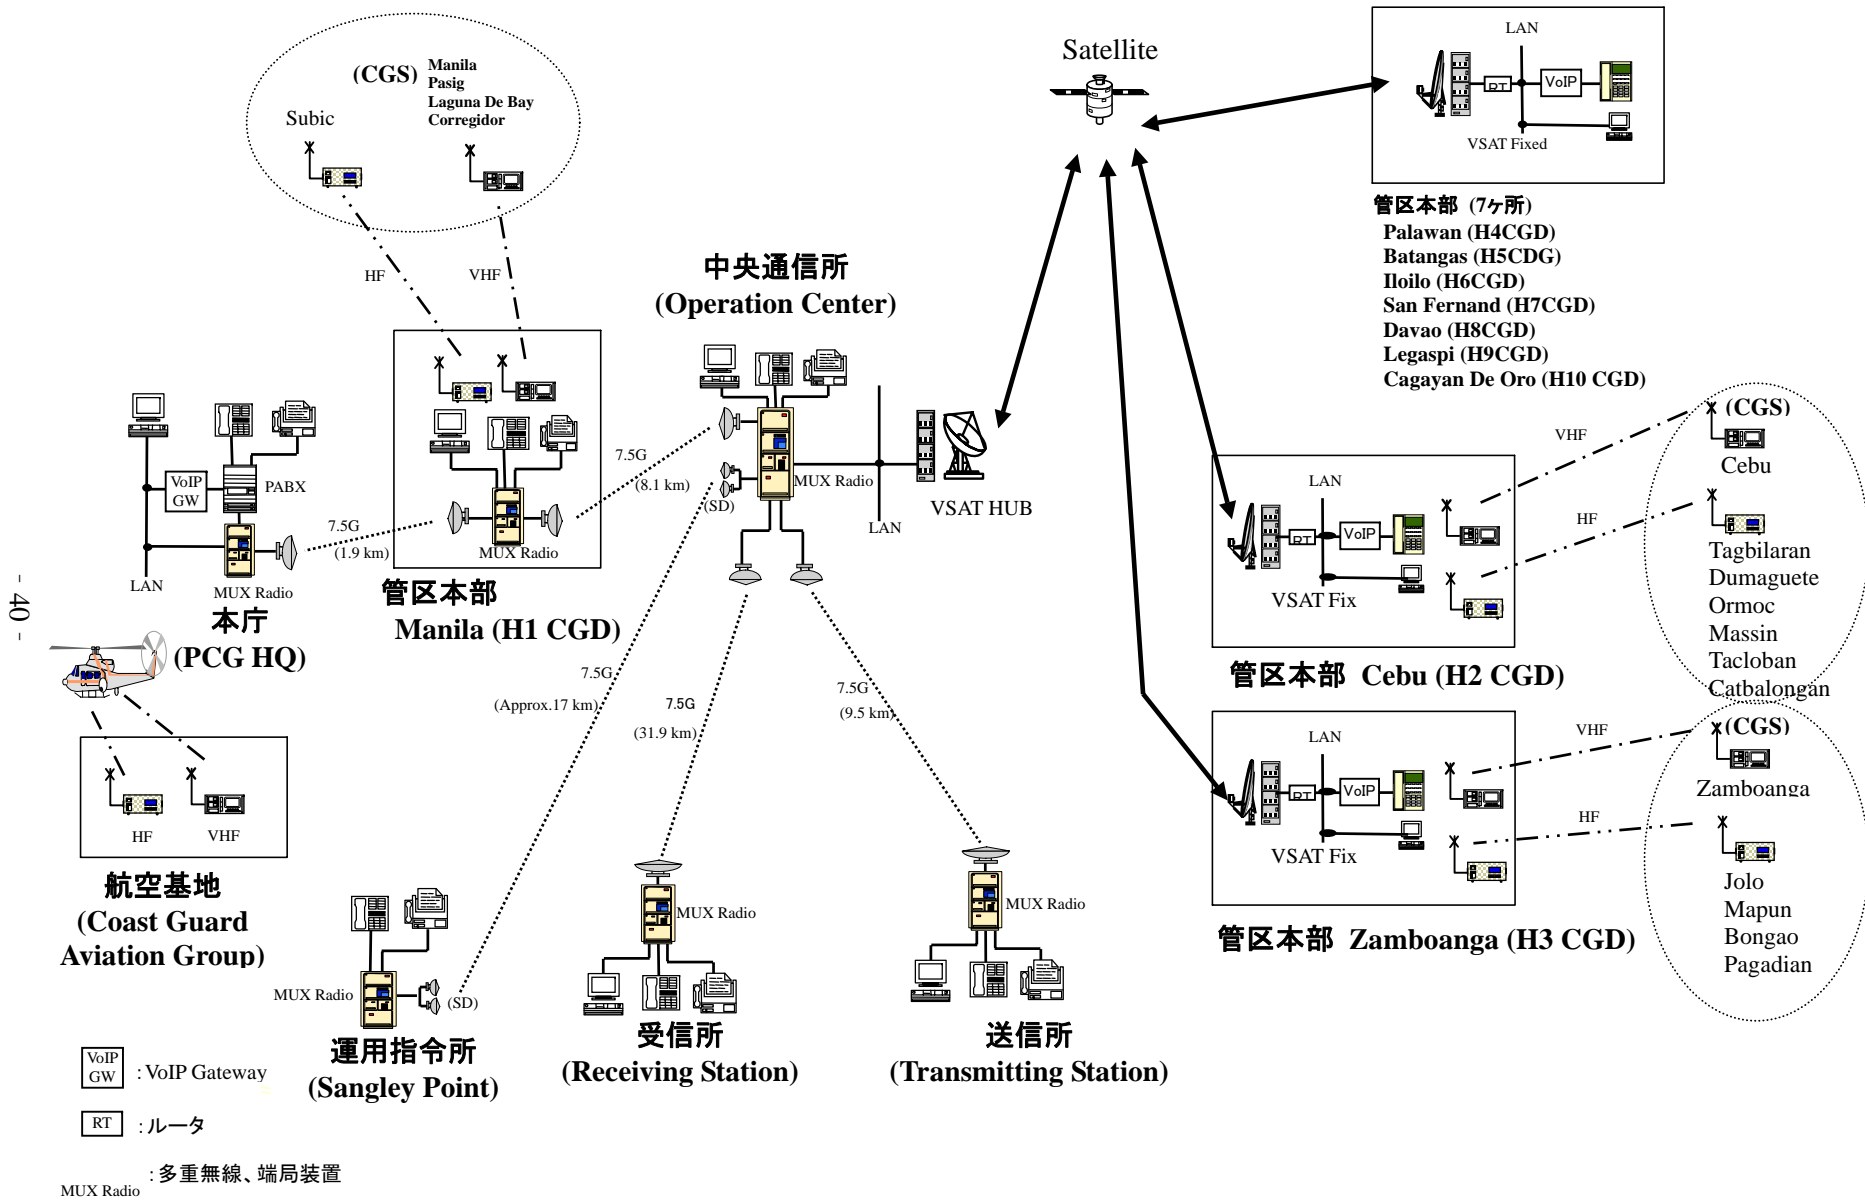 (CGS)
Manila
Pasig
Laguna De Bay
Corregidor
Subic
HF
VHF
Satellite
LAN
RT
VoIP
VSAT Fixed
管区本部 (7ヶ所)
Palawan (H4CGD)
Batangas (H5CDG)
Iloilo (H6CGD)
San Fernand (H7CGD)
Davao (H8CGD)
Legaspi (H9CGD)
Cagayan De Oro (H10 CGD)
中央通信所
(Operation Center)
MUX Radio
(SD)
LAN
VSAT HUB
7.5G
(8.1 km)
MUX Radio
管区本部
Manila (H1 CGD)
7.5G
(1.9 km)
VoIP
GW
PABX
LAN
MUX Radio
本庁
(PCG HQ)
- 40 -
HF
VHF
航空基地
(Coast Guard
Aviation Group)
7.5G
(Approx.17 km)
7.5G
(31.9 km)
7.5G
(9.5 km)
MUX Radio
(SD)
運用指令所
(Sangley Point)
MUX Radio
受信所
(Receiving Station)
MUX Radio
送信所
(Transmitting Station)
LAN
RT
VoIP
VSAT Fix
管区本部 Cebu (H2 CGD)
VHF
HF
(CGS)
Cebu
Tagbilaran
Dumaguete
Ormoc
Massin
Tacloban
Catbalongan
LAN
RT
VoIP
VSAT Fix
管区本部 Zamboanga (H3 CGD)
VHF
HF
(CGS)
Zamboanga
Jolo
Mapun
Bongao
Pagadian
VoIP
GW
: VoIP Gateway
RT
: ルータ
MUX Radio
: 多重無線、端局装置